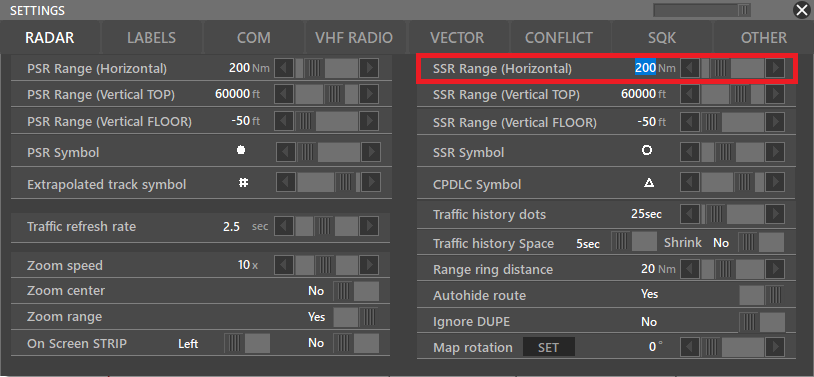 SETTINGS
RADAR LABELS COM VHF RADIO VECTOR CONFLICT SQK OTHER
PSR Range (Horizontal) 200 Nm
PSR Range (Vertical TOP) 60000 ft
PSR Range (Vertical FLOOR) -50 ft
PSR Symbol
Extrapolated track symbol #
Traffic refresh rate 2.5 sec
Zoom speed 10 x
Zoom center No
Zoom range Yes
On Screen STRIP Left No
SSR Range (Horizontal) 200 Nm
SSR Range (Vertical TOP) 60000 ft
SSR Range (Vertical FLOOR) -50 ft
SSR Symbol
CPDLC Symbol
Traffic history dots 25sec
Traffic history Space 5sec Shrink No
Range ring distance 20 Nm
Autohide route Yes
Ignore DUPE No
Map rotation SET 0 °